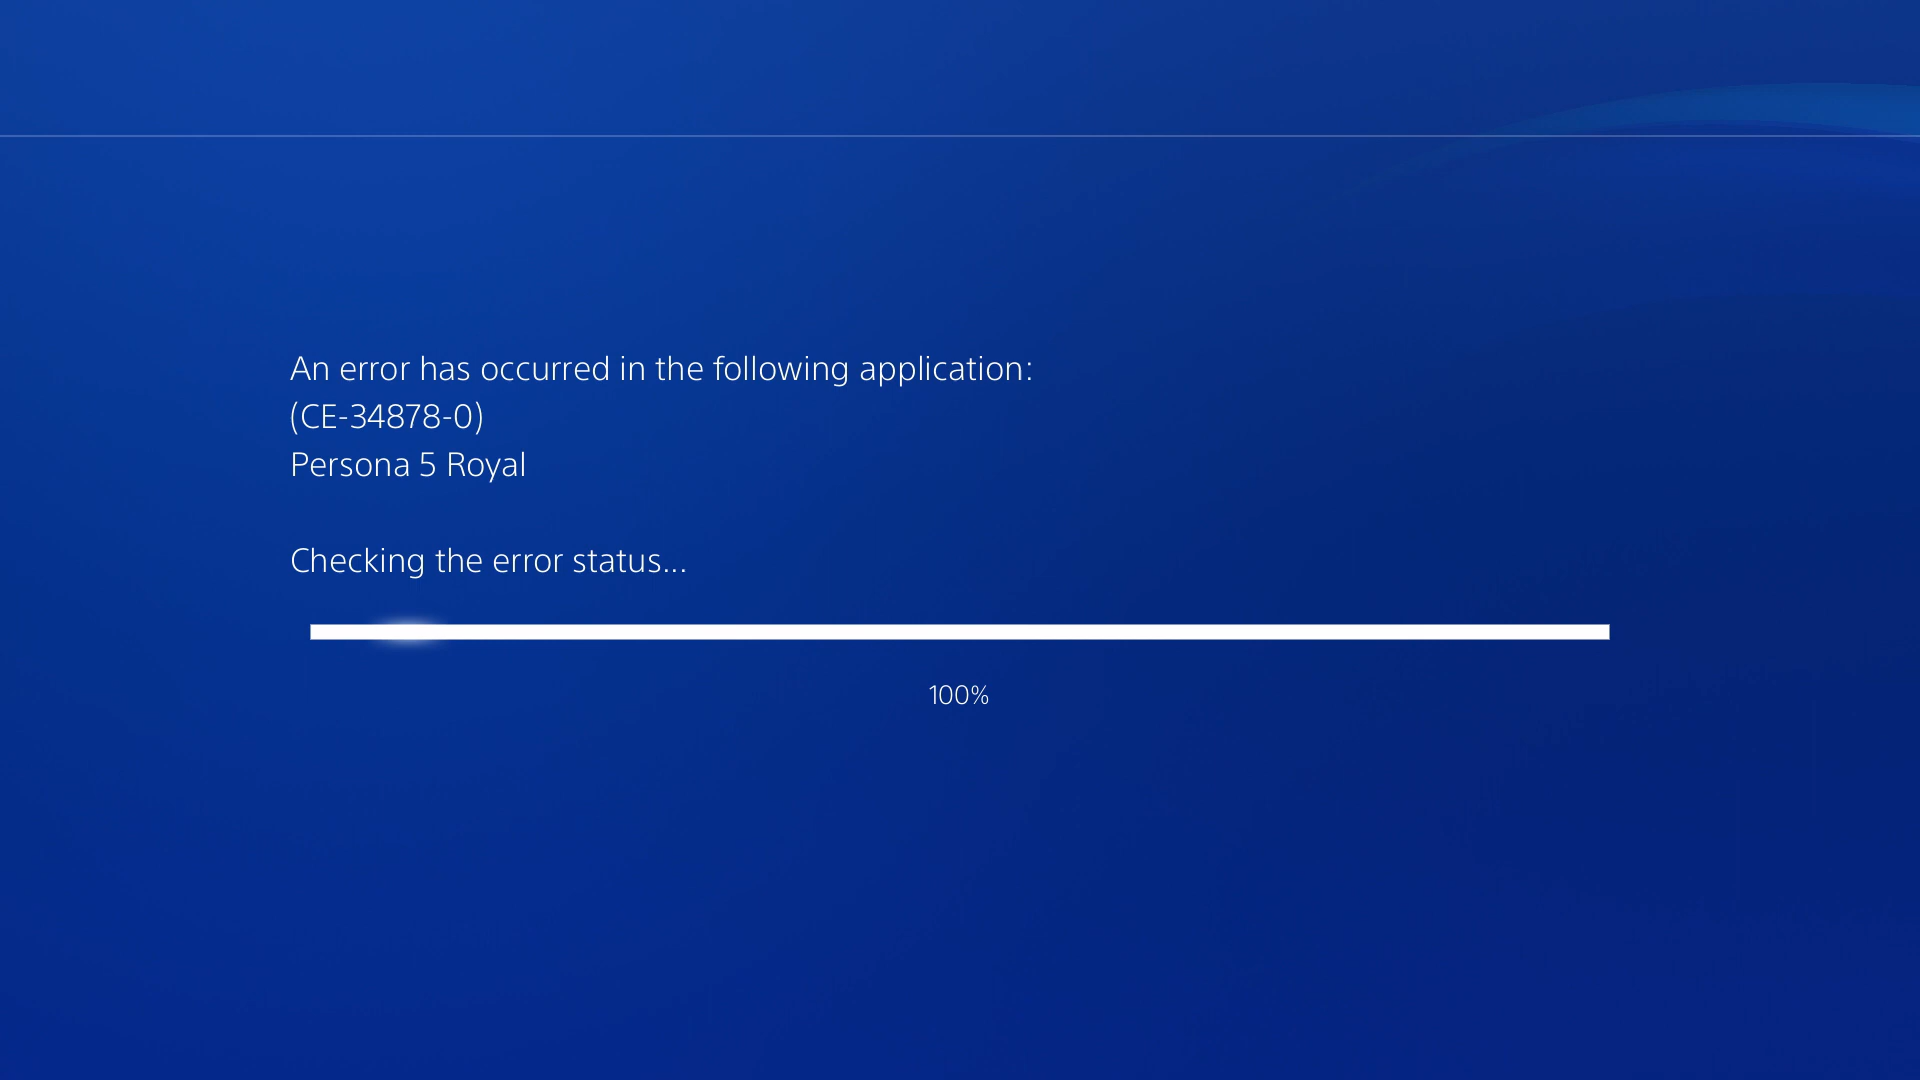 An error has occurred in the following application:
(CE-34878-0)
Persona 5 Royal
Checking the error status...
100%